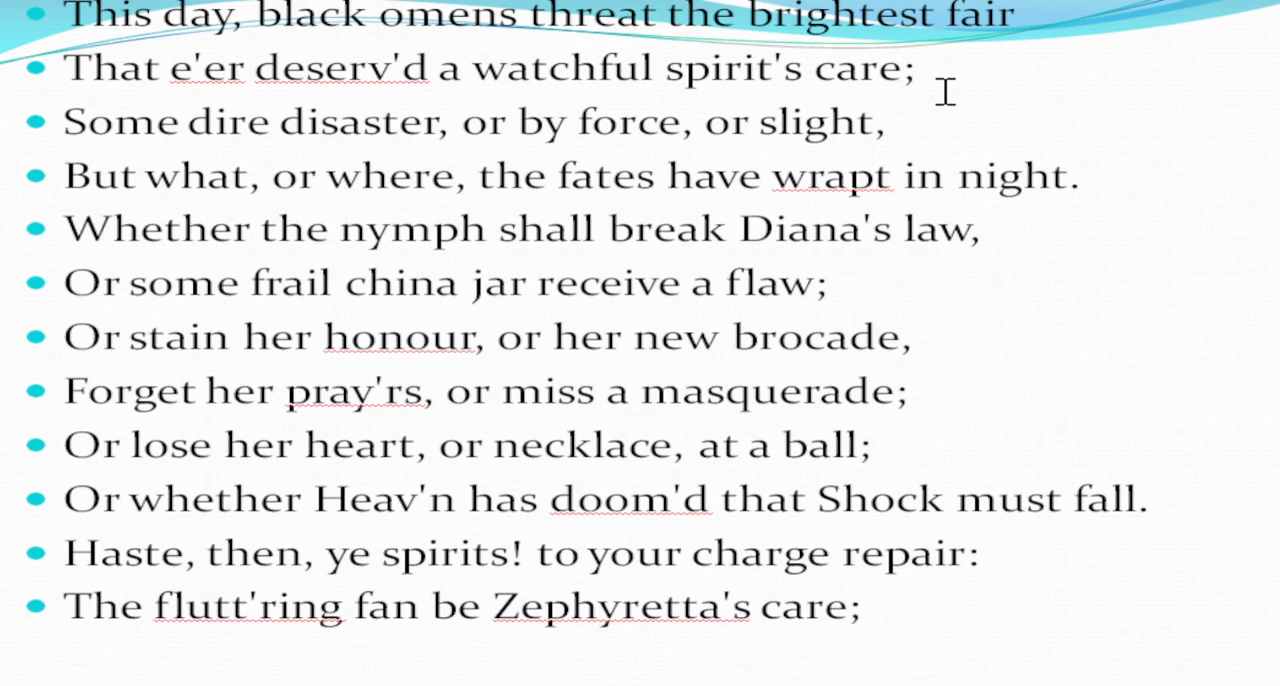 • This day, black omens threat the brightest fair
• That e'er deserv'd a watchful spirit's care;
• Some dire disaster, or by force, or slight,
• But what, or where, the fates have wrapt in night.
• Whether the nymph shall break Diana's law,
• Or some frail china jar receive a flaw;
• Or stain her honour, or her new brocade,
• Forget her pray'rs, or miss a masquerade;
• Or lose her heart, or necklace, at a ball;
• Or whether Heav'n has doom'd that Shock must fall.
• Haste, then, ye spirits! to your charge repair:
• The flutt'ring fan be Zephyretta's care;